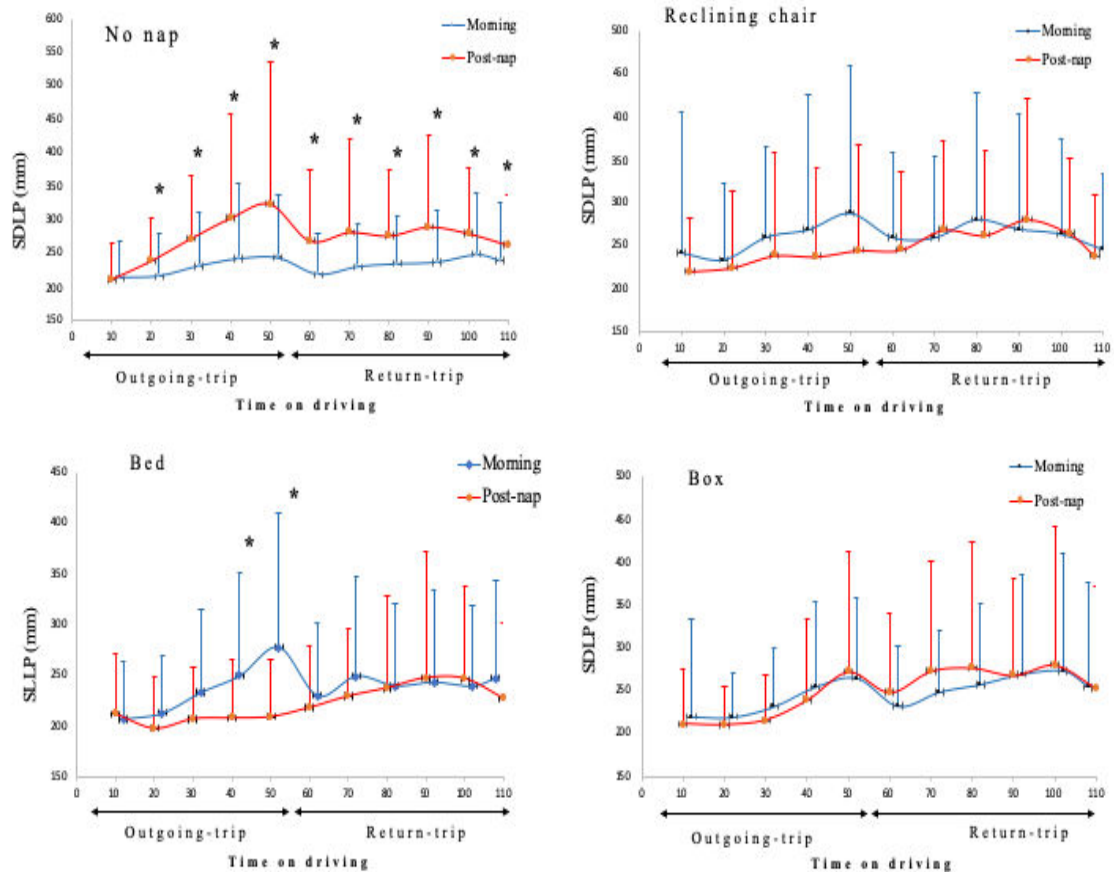 No nap
Morning
Post-nap
SDLP (mm)
600
550
500
450
400
350
300
250
200
150
* * * * * * * * * *
0 10 20 30 40 50 60 70 80 90 100 110
Outgoing-trip Return-trip
Time on driving
Reclining chair
Morning
Post-nap
SDLP (mm)
500
450
400
350
300
250
200
150
0 10 20 30 40 50 60 70 80 90 100 110
Outgoing-trip Return-trip
Time on driving
Bed
Morning
Post-nap
SLLP (mm)
450
400
350
300
250
200
150
* *
0 10 20 30 40 50 60 70 80 90 100 110
Outgoing-trip Return-trip
Time on driving
Box
Morning
Post-nap
SDLP (mm)
500
450
400
350
300
250
200
150
0 10 20 30 40 50 60 70 80 90 100 110
Outgoing-trip Return-trip
Time on driving